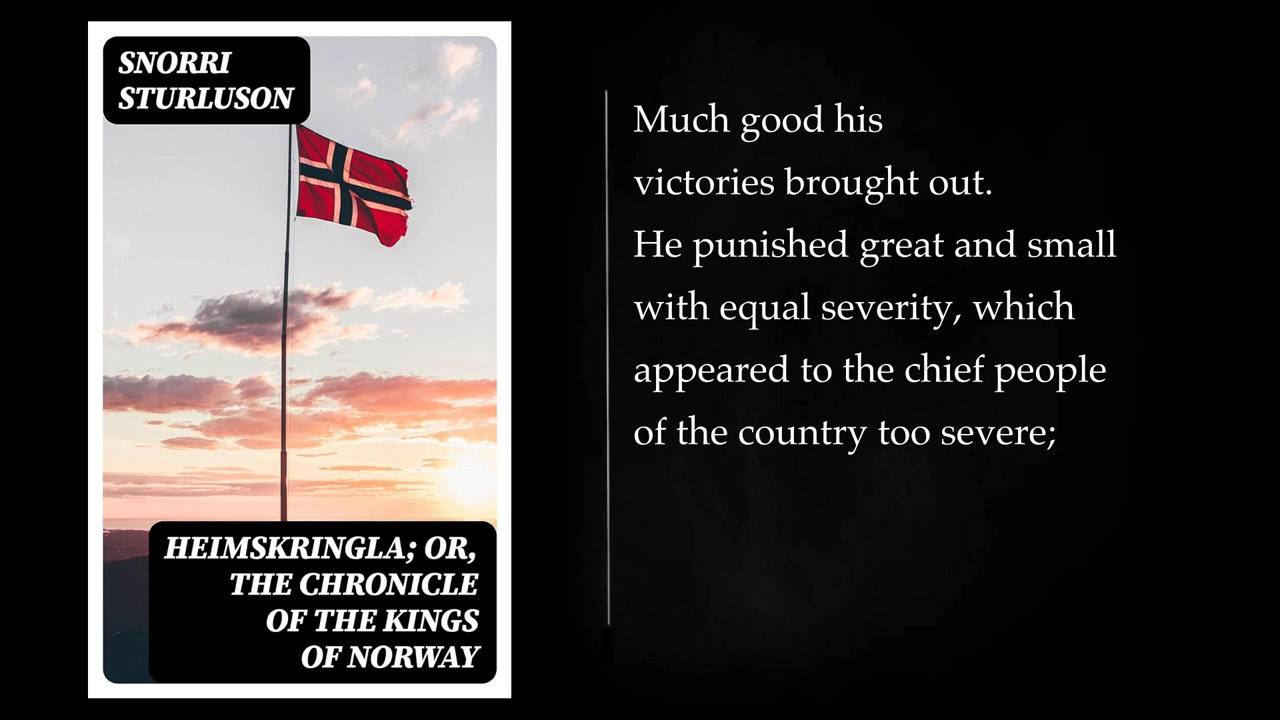 SNORRI
STURLUSON
HEIMSKRINGLA; OR,
THE CHRONICLE
OF THE KINGS
OF NORWAY
Much good his
victories brought out.
He punished great and small
with equal severity, which
appeared to the chief people
of the country too severe;